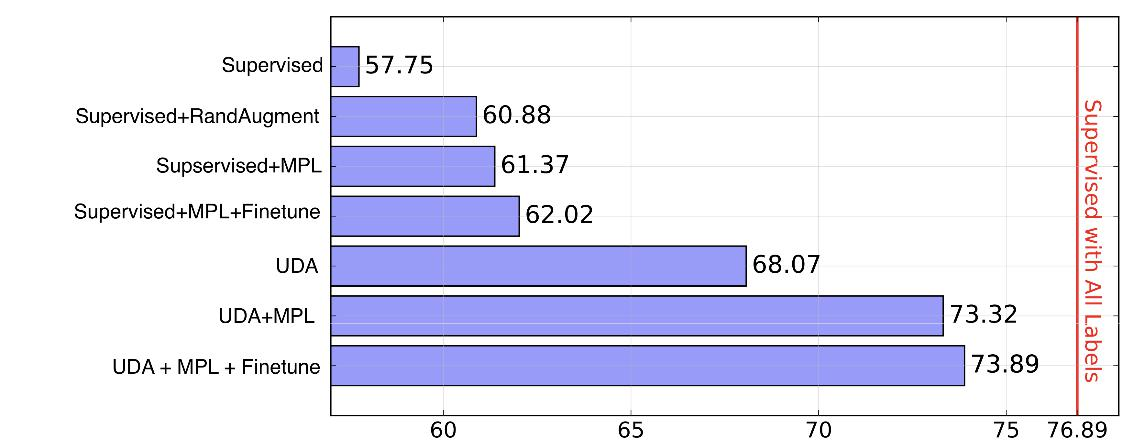 Supervised 57.75
Supervised+RandAugment 60.88
Supservised+MPL 61.37
Supervised+MPL+Finetune 62.02
UDA 68.07
UDA+MPL 73.32
UDA + MPL + Finetune 73.89
Supervised with All Labels
60 65 70 75 76.89